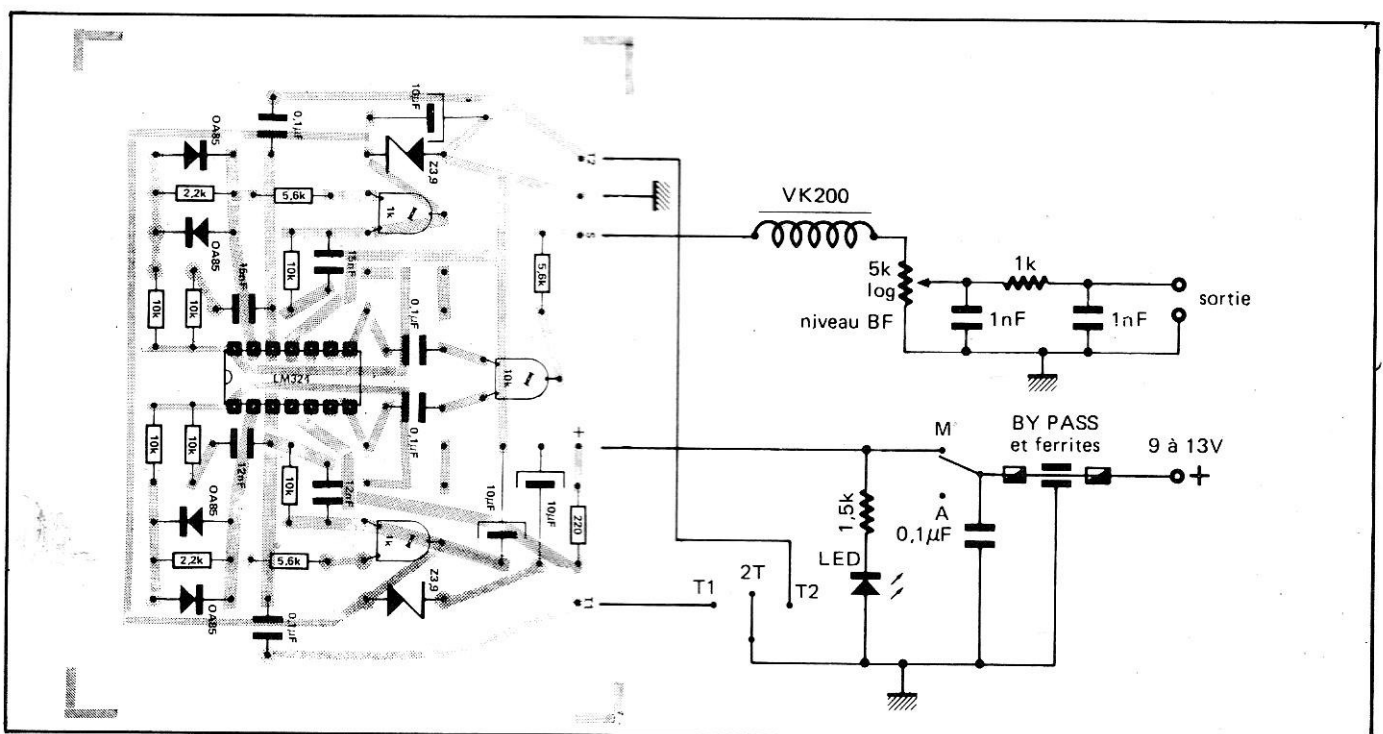 OA85
0,1µF
10µF
2,2k
5,6k
Z3,9
1k
T2
OA85
10k
15nF
S
5,6k
15nF
10k
10k
0,1µF
LM324
10k
10k
10k
0,1µF
+
12nF
10k
12nF
10µF
10µF
220
OA85
2,2k
5,6k
1k
Z3,9
OA85
0,1µF
T1
VK200
5k
log
niveau BF
1k
1nF
1nF
sortie
BY PASS
et ferrites
9 à 13V
+
M
A
0,1µF
1,5k
LED
T1
2T
T2